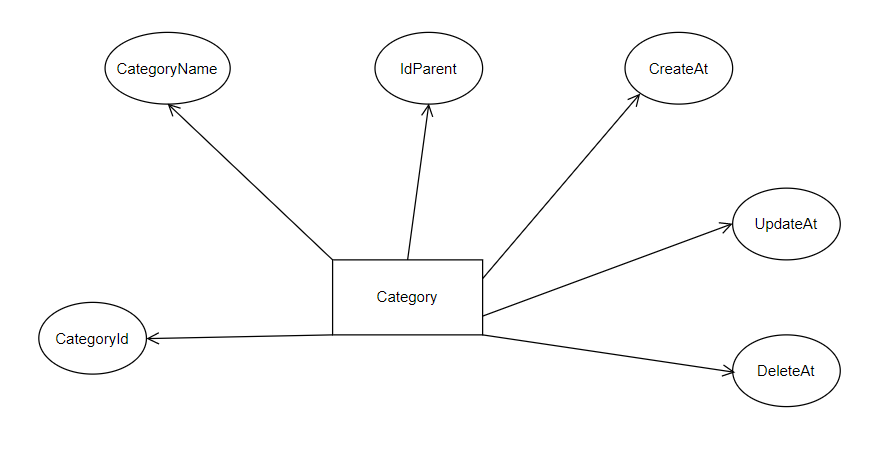 CategoryName
IdParent
CreateAt
UpdateAt
Category
CategoryId
DeleteAt